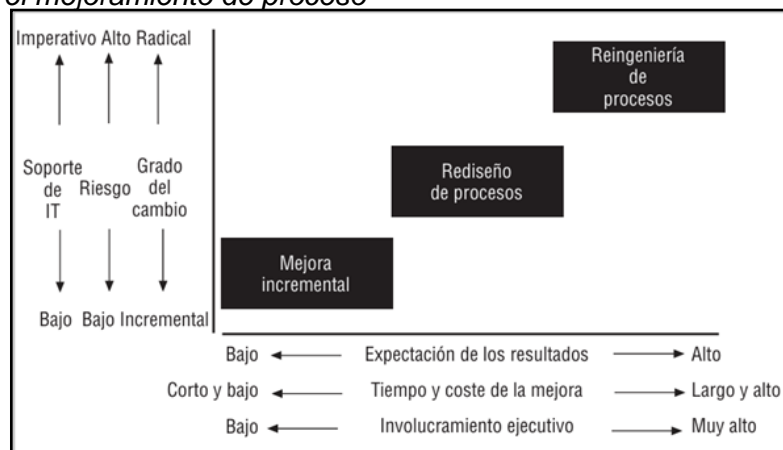 el mejoramiento de proceso
Imperativo Alto Radical
Reingeniería
de
procesos
Soporte
de
IT
Riesgo
Grado
del
cambio
Rediseño
de procesos
Mejora
incremental
Bajo Bajo Incremental
Bajo Expectación de los resultados Alto
Corto y bajo Tiempo y coste de la mejora Largo y alto
Bajo Involucramiento ejecutivo Muy alto